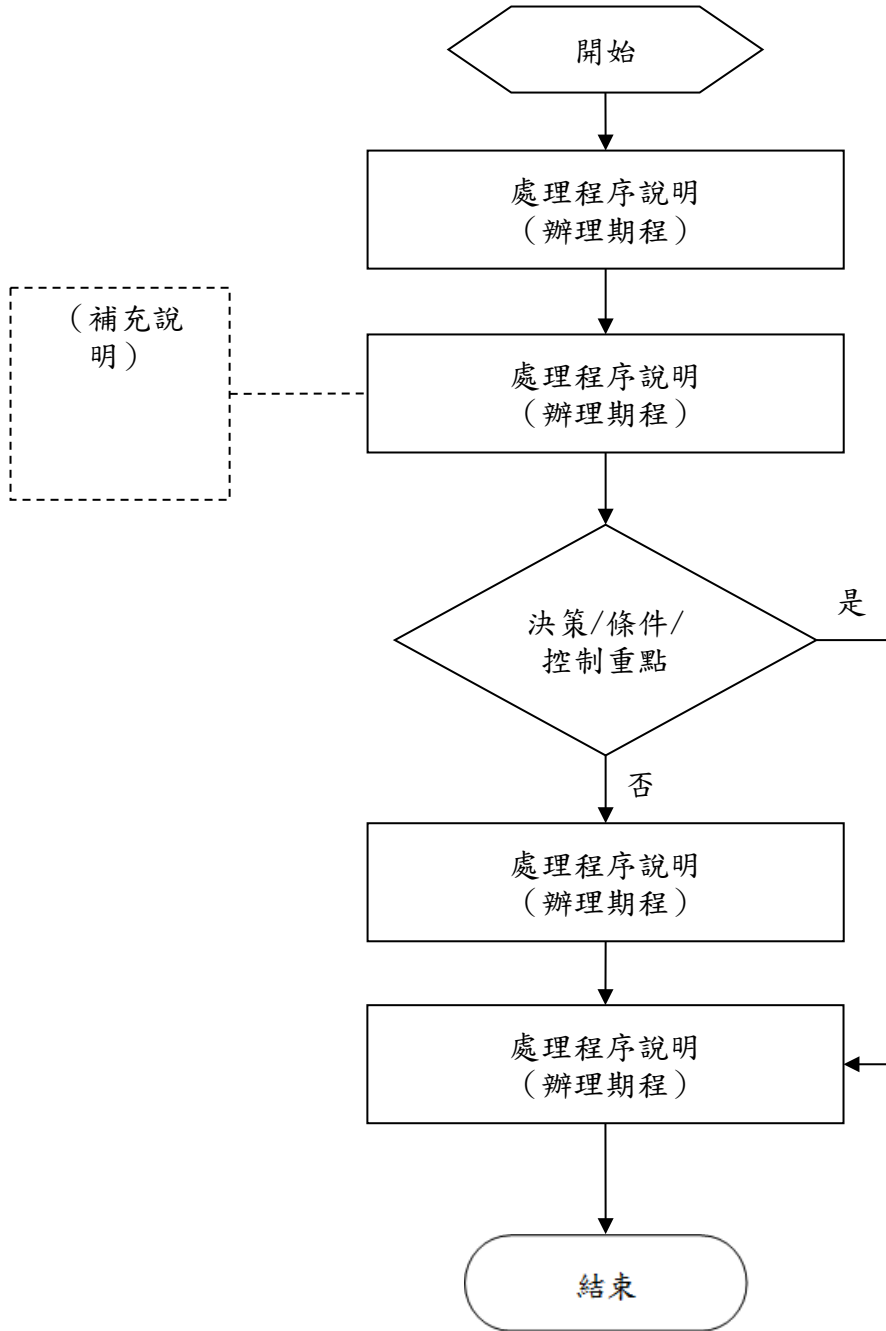 開始
處理程序說明
（辦理期程）
（補充說
明）
處理程序說明
（辦理期程）
決策/條件/
控制重點
是
否
處理程序說明
（辦理期程）
處理程序說明
（辦理期程）
結束